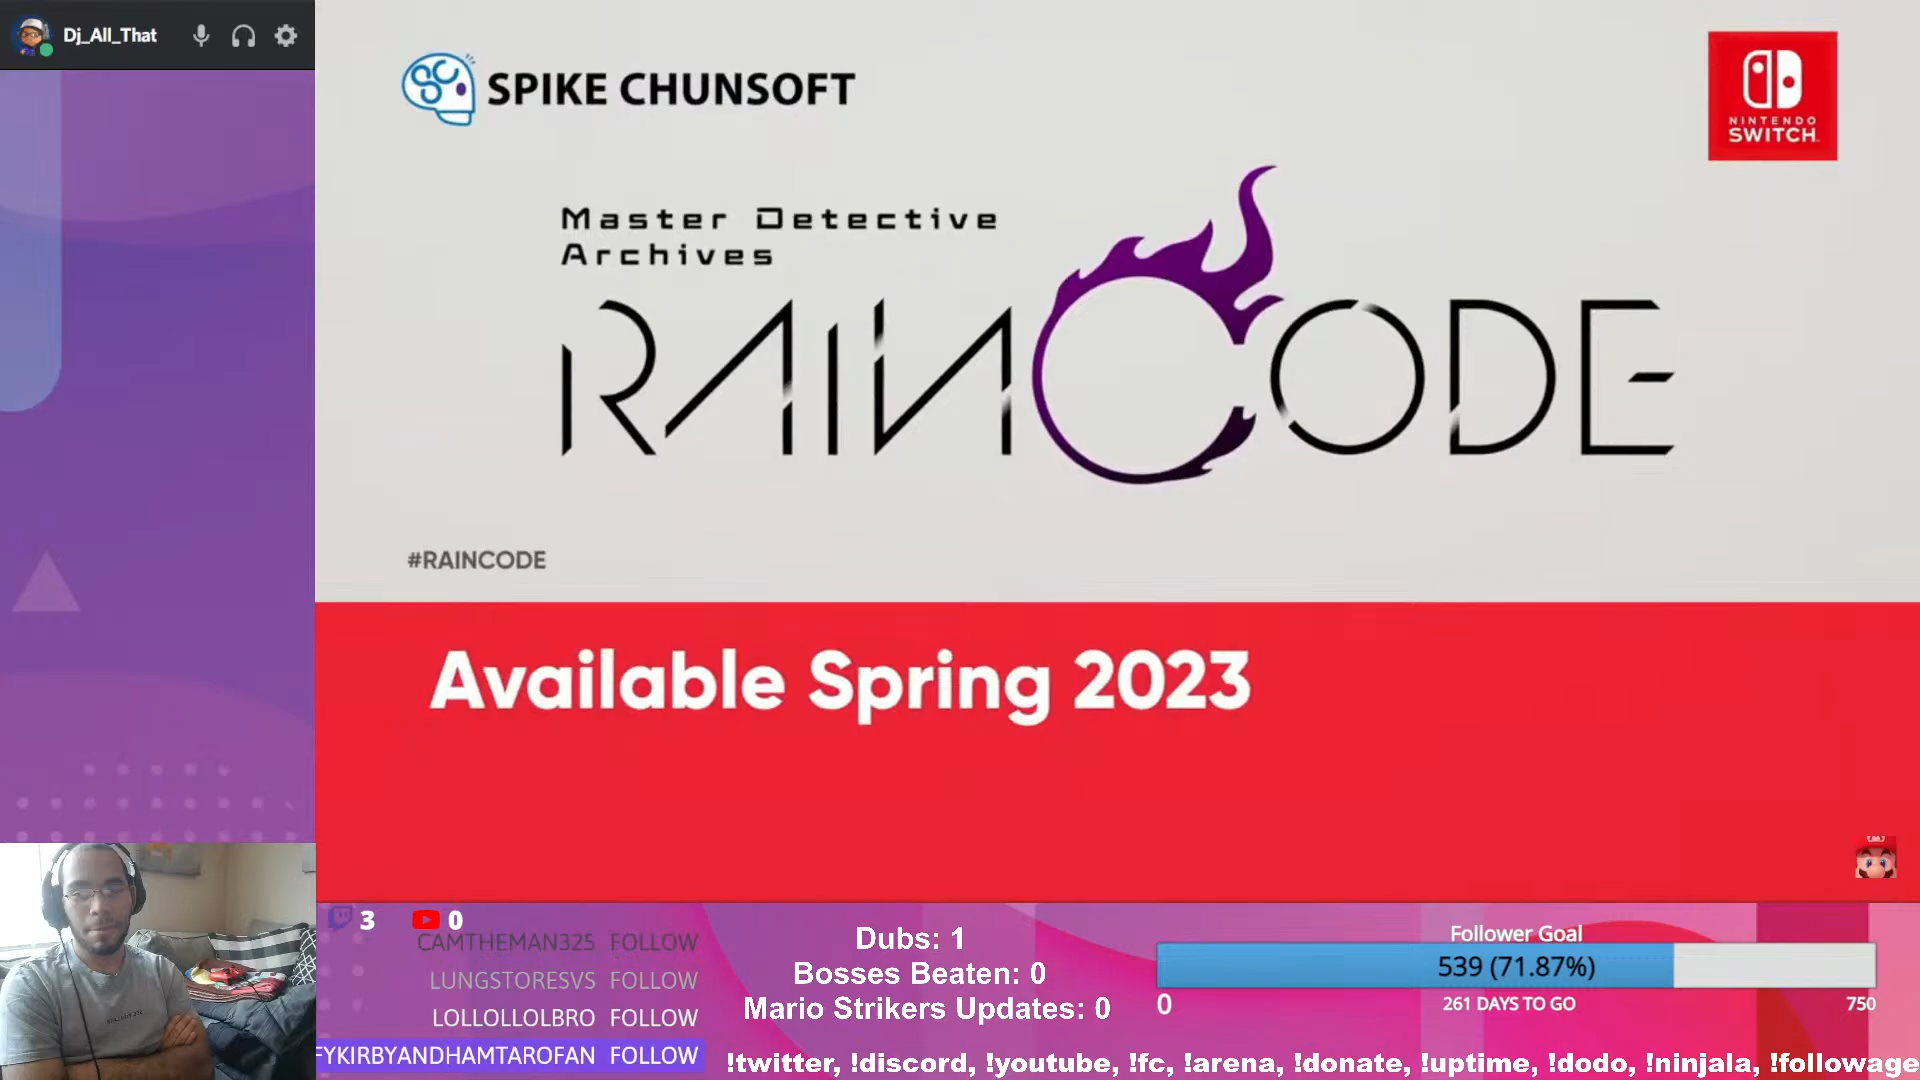 Dj_All_That
SPIKE CHUNSOFT
NINTENDO
SWITCH
Master Detective
Archives
RAINCODE
#RAINCODE
Available Spring 2023
3 0
CAMTHEMAN325 FOLLOW
LUNGSTORESVS FOLLOW
LOLLOLLOLBRO FOLLOW
FYKIRBYANDHAMTAROFAN FOLLOW
Dubs: 1
Bosses Beaten: 0
Mario Strikers Updates: 0
Follower Goal
539 (71.87%)
0 261 DAYS TO GO 750
!twitter, !discord, !youtube, !fc, !arena, !donate, !uptime, !dodo, !ninjala, !followage